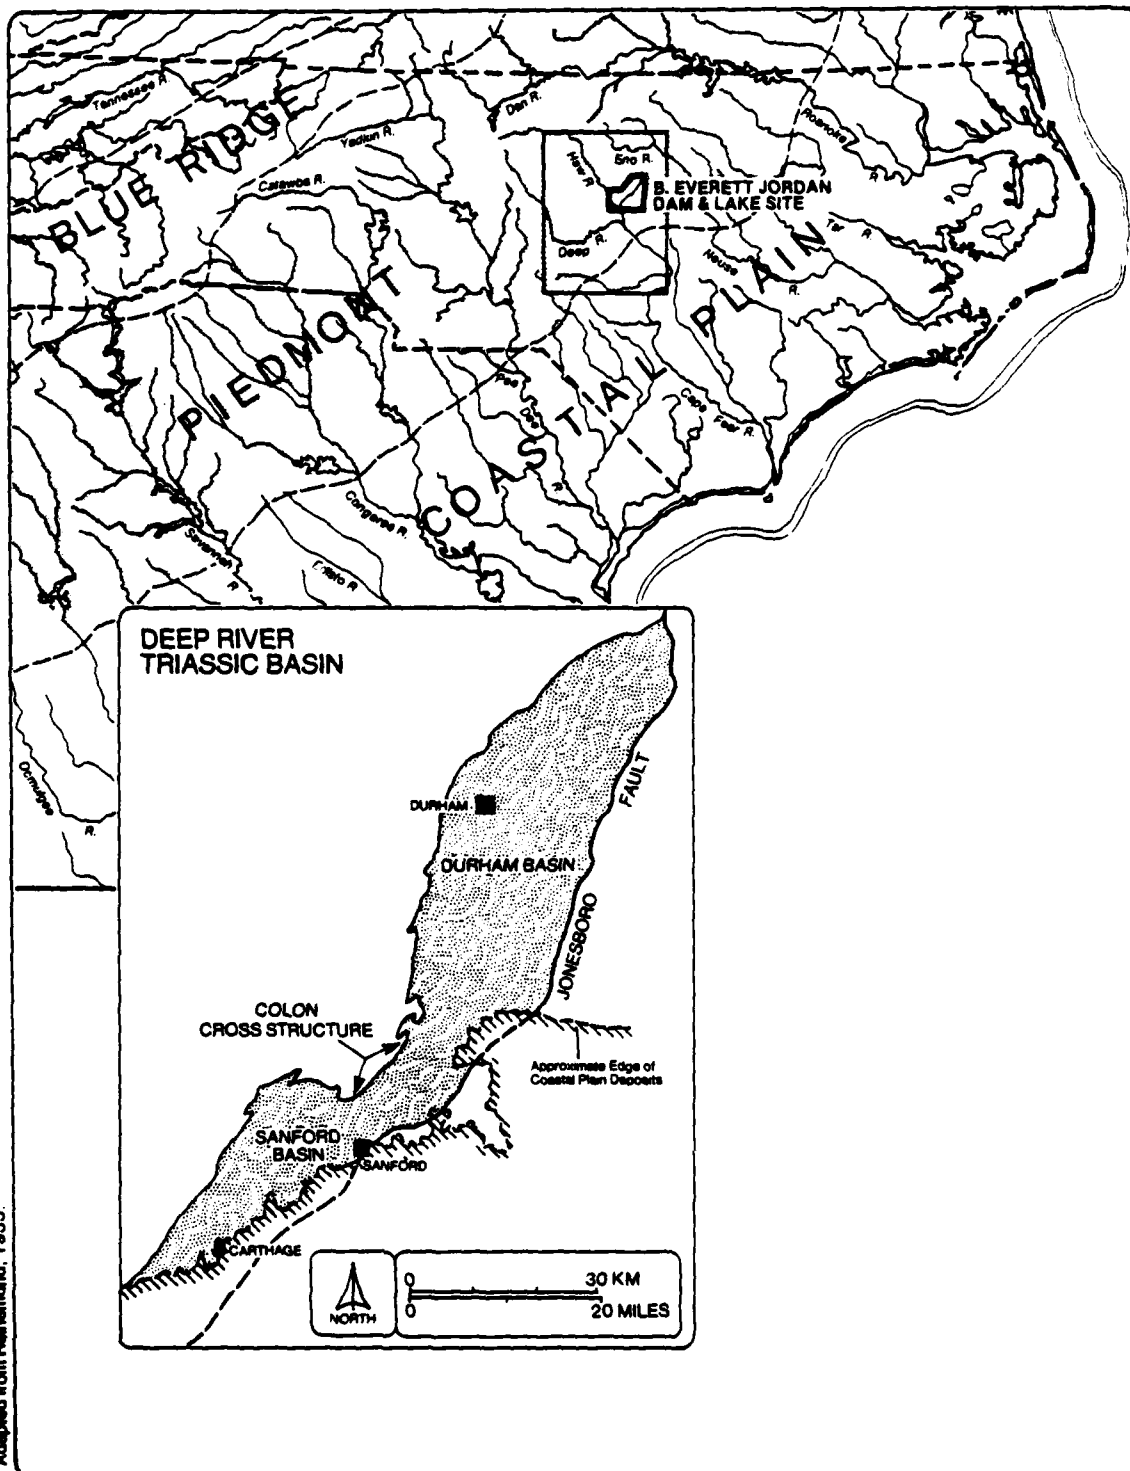 Tennessee R.
BLUE RIDGE
Yadkin R.
Catawba R.
Dan R.
Roanoke
R.
Haw R.
Eno R.
B. EVERETT JORDAN
DAM & LAKE SITE
Deep R.
Tar R.
Neuse
R.
PIEDMONT
COASTAL PLAIN
Pee
Dee
R.
Cape Fear R.
Congaree R.
Savannah
R.
Ocmulgee
R.
DEEP RIVER
TRIASSIC BASIN
DURHAM
DURHAM BASIN
JONESBORO FAULT
COLON
CROSS STRUCTURE
Approximate Edge of
Coastal Plain Deposits
SANFORD
BASIN
SANFORD
CARTHAGE
NORTH
0 30 KM
0 20 MILES